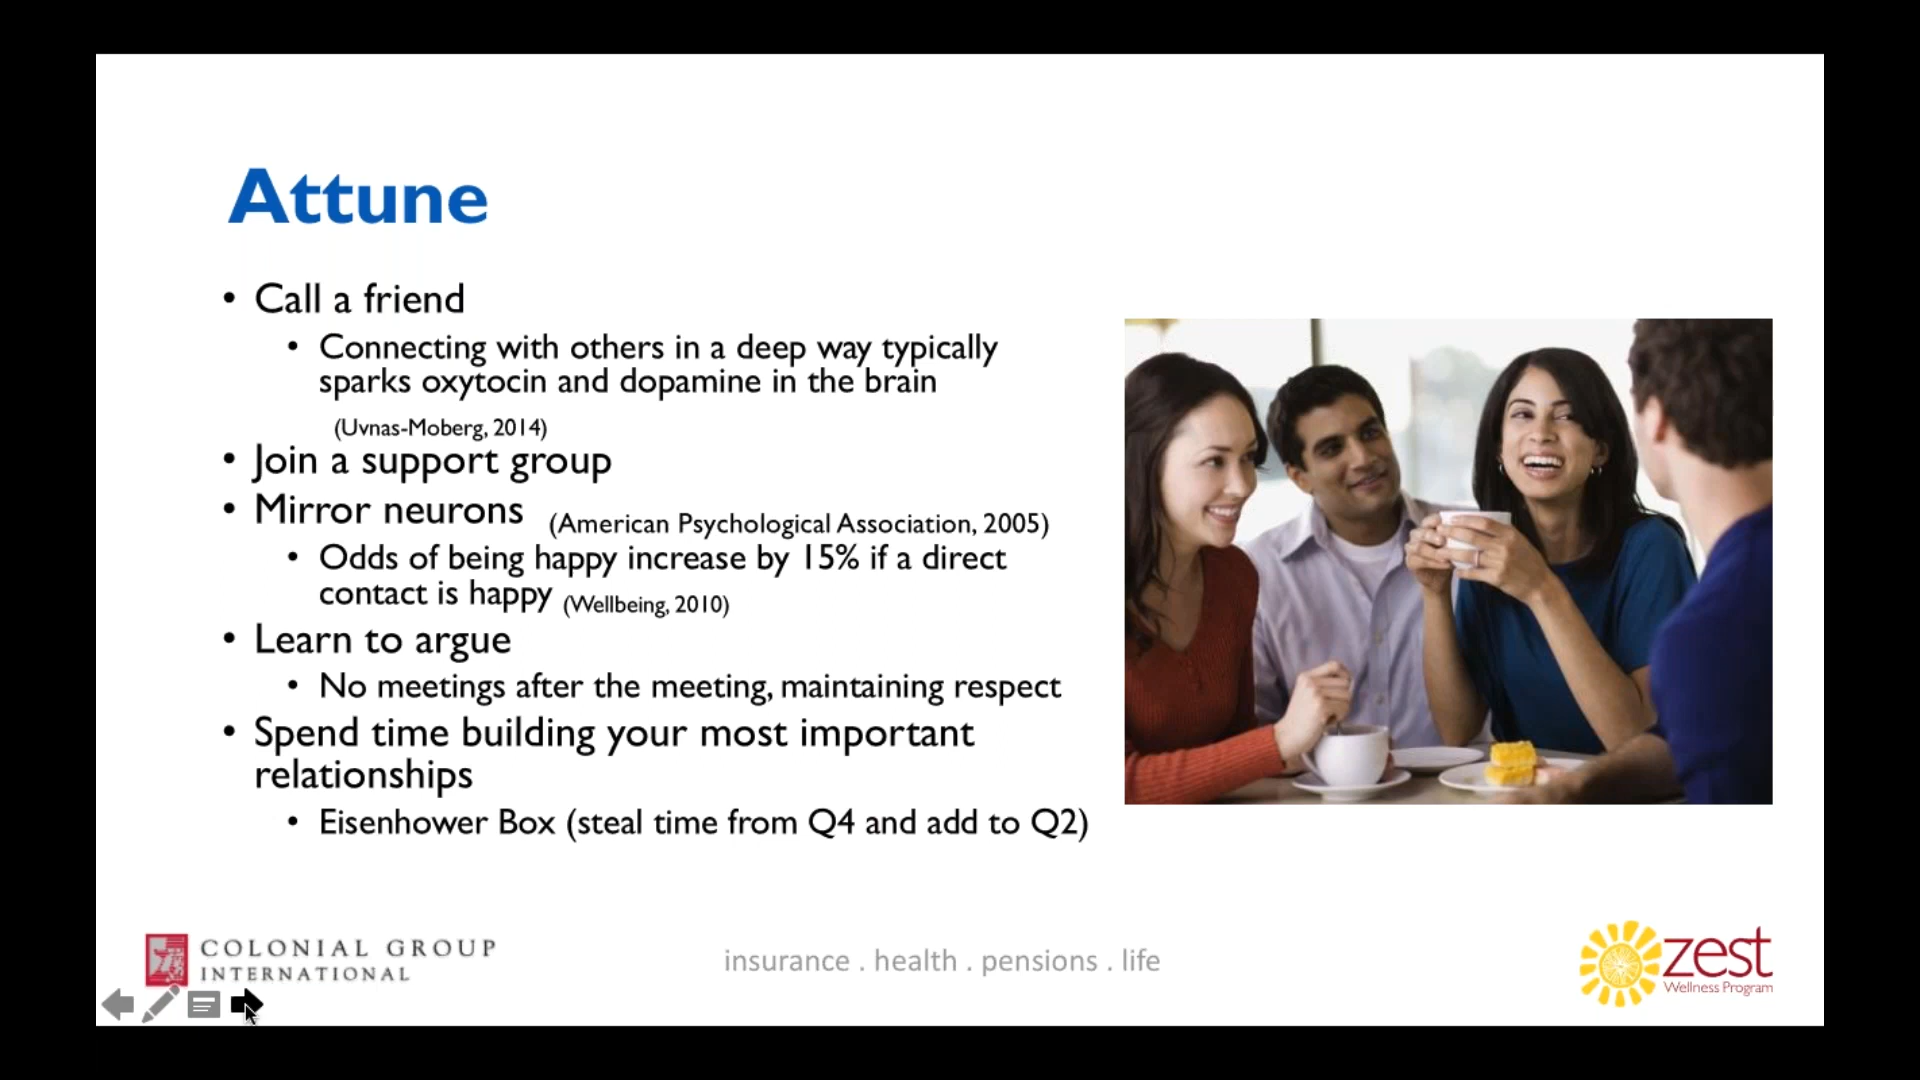 Attune
• Call a friend
• Connecting with others in a deep way typically
sparks oxytocin and dopamine in the brain
(Uvnas-Moberg, 2014)
• Join a support group
• Mirror neurons (American Psychological Association, 2005)
• Odds of being happy increase by 15% if a direct
contact is happy (Wellbeing, 2010)
• Learn to argue
• No meetings after the meeting, maintaining respect
• Spend time building your most important
relationships
• Eisenhower Box (steal time from Q4 and add to Q2)
COLONIAL GROUP
INTERNATIONAL
insurance . health . pensions . life
zest
Wellness Program